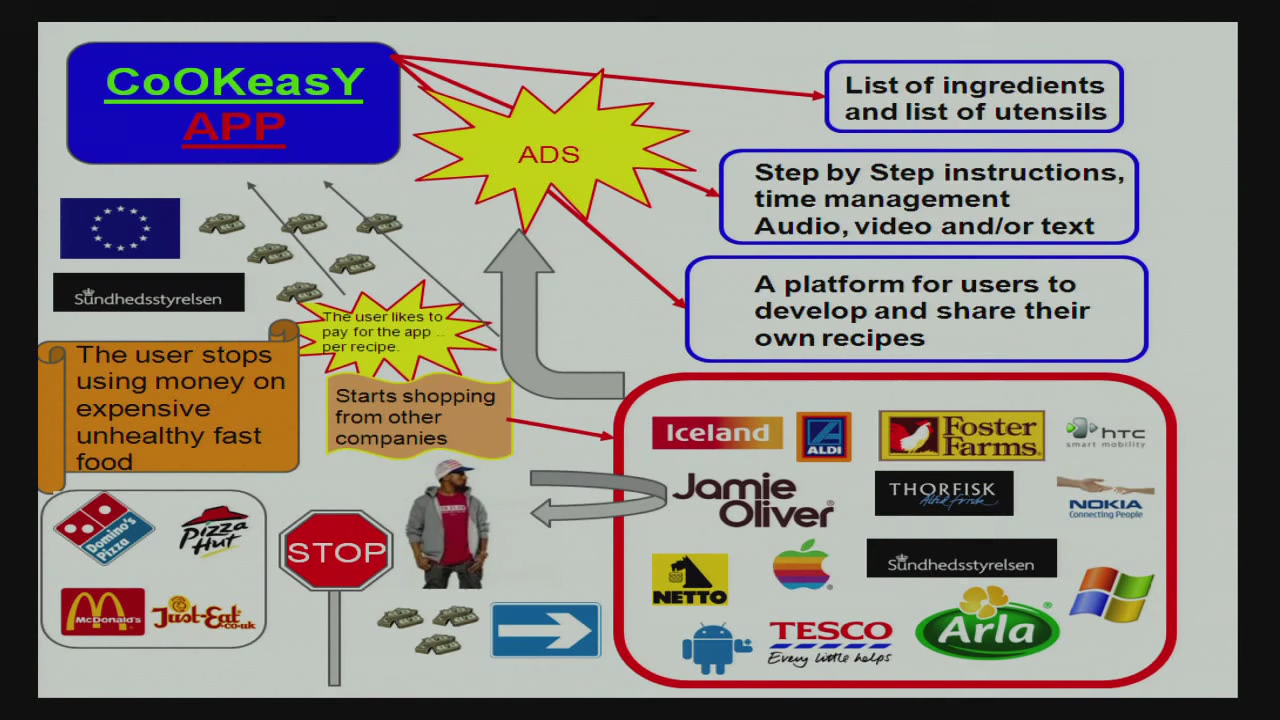 CoOKeasY
APP
ADS
List of ingredients
and list of utensils
Step by Step instructions,
time management
Audio, video and/or text
A platform for users to
develop and share their
own recipes
Sundhedsstyrelsen
The user likes to
pay for the app ...
per recipe.
The user stops
using money on
expensive
unhealthy fast
food
Starts shopping
from other
companies
Domino's
Pizza
Pizza
Hut
McDonald's
Just-Eat
.co.uk
STOP
Iceland
ALDI
Foster
Farms
hTC
smart mobility
Jamie
Oliver
THORFISK
NOKIA
Connecting People
NETTO
Sundhedsstyrelsen
TESCO
Every little helps
Arla